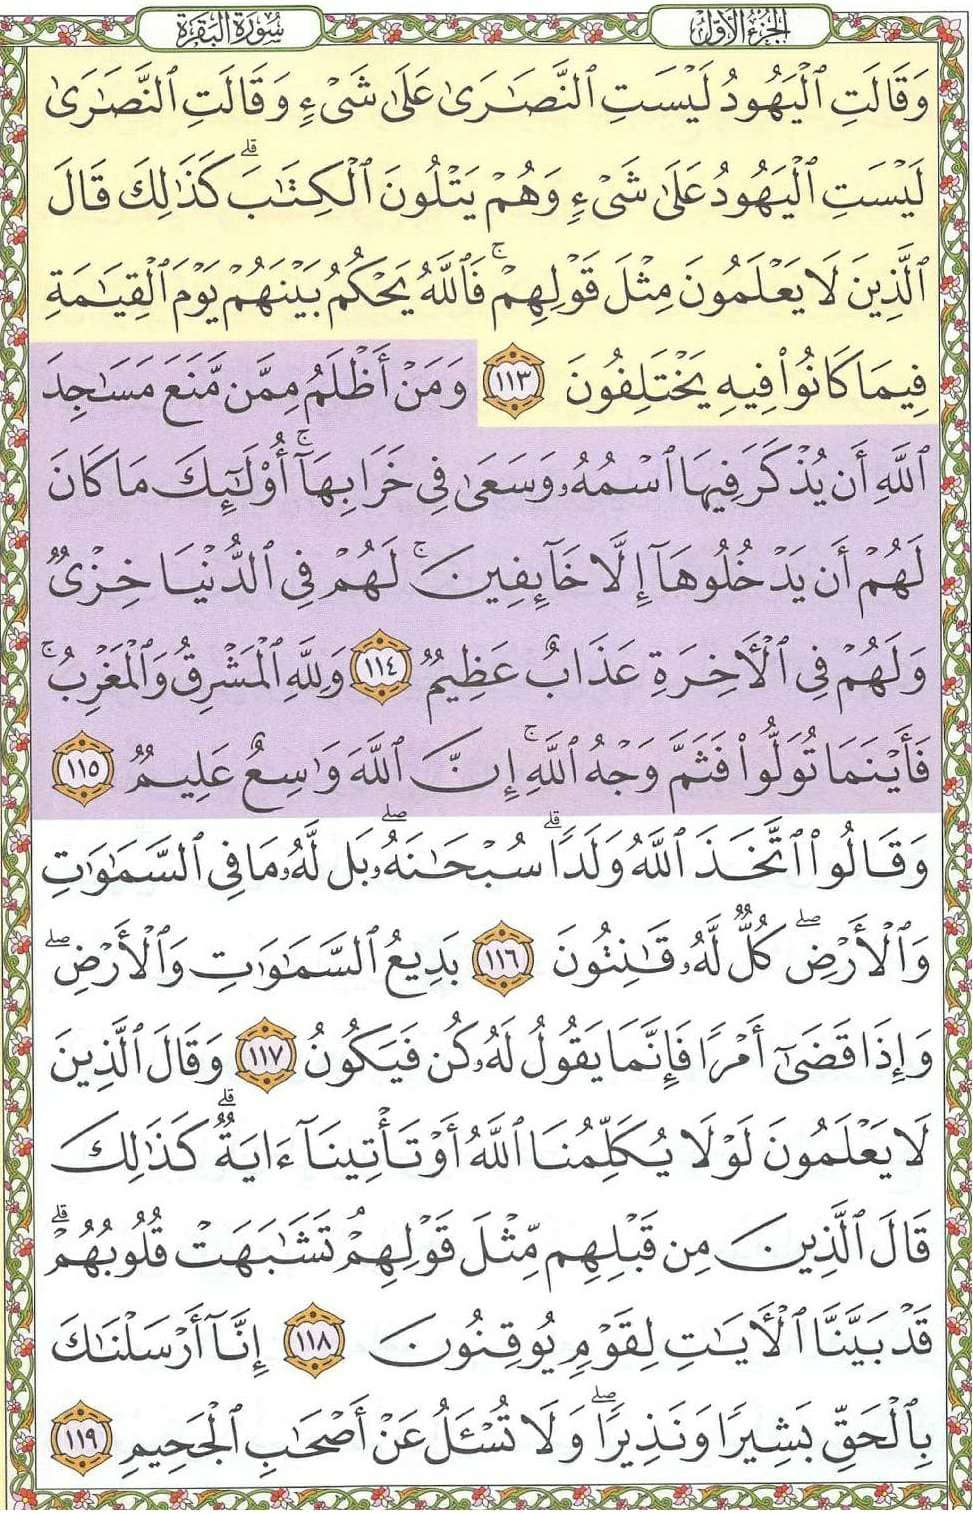 الجزء الأول
سورة البقرة
وَقَالَتِ ٱلۡيَهُودُ لَيۡسَتِ ٱلنَّصَٰرَىٰ عَلَىٰ شَيۡءٖ وَقَالَتِ ٱلنَّصَٰرَىٰ
لَيۡسَتِ ٱلۡيَهُودُ عَلَىٰ شَيۡءٖ وَهُمۡ يَتۡلُونَ ٱلۡكِتَٰبَۗ كَذَٰلِكَ قَالَ
ٱلَّذِينَ لَا يَعۡلَمُونَ مِثۡلَ قَوۡلِهِمۡۚ فَٱللَّهُ يَحۡكُمُ بَيۡنَهُمۡ يَوۡمَ ٱلۡقِيَٰمَةِ
فِيمَا كَانُواْ فِيهِ يَخۡتَلِفُونَ ١١٣ وَمَنۡ أَظۡلَمُ مِمَّن مَّنَعَ مَسَٰجِدَ
ٱللَّهِ أَن يُذۡكَرَ فِيهَا ٱسۡمُهُۥ وَسَعَىٰ فِي خَرَابِهَآۚ أُوْلَٰٓئِكَ مَا كَانَ
لَهُمۡ أَن يَدۡخُلُوهَآ إِلَّا خَآئِفِينَۚ لَهُمۡ فِي ٱلدُّنۡيَا خِزۡيٞ
وَلَهُمۡ فِي ٱلۡأٓخِرَةِ عَذَابٌ عَظِيمٞ ١١٤ وَلِلَّهِ ٱلۡمَشۡرِقُ وَٱلۡمَغۡرِبُۚ
فَأَيۡنَمَا تُوَلُّواْ فَثَمَّ وَجۡهُ ٱللَّهِۚ إِنَّ ٱللَّهَ وَٰسِعٌ عَلِيمٞ ١١٥
وَقَالُواْ ٱتَّخَذَ ٱللَّهُ وَلَدٗاۗ سُبۡحَٰنَهُۥۖ بَل لَّهُۥ مَا فِي ٱلسَّمَٰوَٰتِ
وَٱلۡأَرۡضِۖ كُلّٞ لَّهُۥ قَٰنِتُونَ ١١٦ بَدِيعُ ٱلسَّمَٰوَٰتِ وَٱلۡأَرۡضِۖ
وَإِذَا قَضَىٰٓ أَمۡرٗا فَإِنَّمَا يَقُولُ لَهُۥ كُن فَيَكُونُ ١١٧ وَقَالَ ٱلَّذِينَ
لَا يَعۡلَمُونَ لَوۡلَا يُكَلِّمُنَا ٱللَّهُ أَوۡ تَأۡتِينَآ ءَايَةٞۗ كَذَٰلِكَ
قَالَ ٱلَّذِينَ مِن قَبۡلِهِم مِّثۡلَ قَوۡلِهِمۡۘ تَشَٰبَهَتۡ قُلُوبُهُمۡۗ
قَدۡ بَيَّنَّا ٱلۡأٓيَٰتِ لِقَوۡمٖ يُوقِنُونَ ١١٨ إِنَّآ أَرۡسَلۡنَٰكَ
بِٱلۡحَقِّ بَشِيرٗا وَنَذِيرٗاۖ وَلَا تُسۡـَٔلُ عَنۡ أَصۡحَٰبِ ٱلۡجَحِيمِ ١١٩